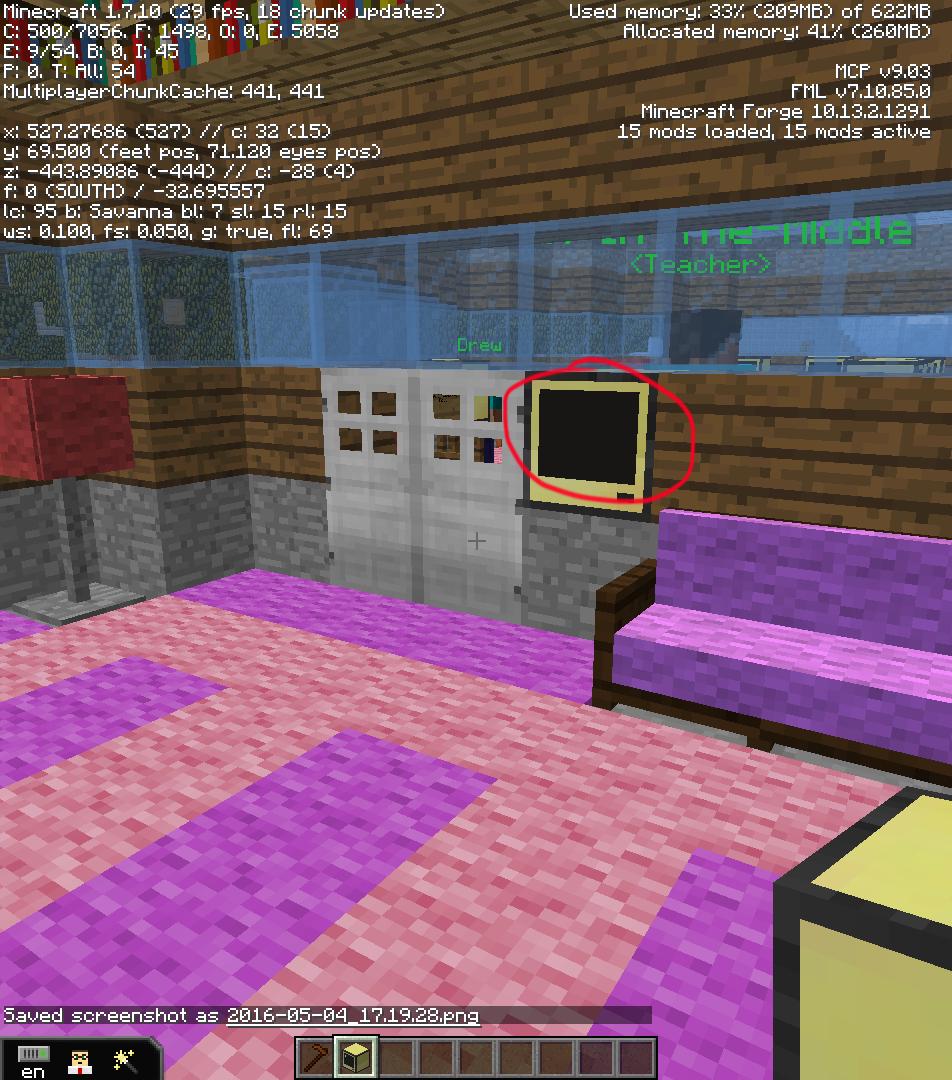 Minecraft 1.7.10 (29 fps, 18 chunk updates)
C: 500/7056. F: 1498, O: 0, E: 5058
E: 9/54. B: 0, I: 45
P: 0. T: All: 54
MultiplayerChunkCache: 441, 441
x: 527.27686 (527) // c: 32 (15)
y: 69.500 (feet pos, 71.120 eyes pos)
z: -443.89086 (-444) // c: -28 (4)
f: 0 (SOUTH) / -32.695557
lc: 95 b: Savanna bl: 7 sl: 15 rl: 15
ws: 0.100, fs: 0.050, g: true, fl: 69
Used memory: 33% (209MB) of 622MB
Allocated memory: 41% (260MB)
MCP v9.03
FML v7.10.85.0
Minecraft Forge 10.13.2.1291
15 mods loaded, 15 mods active
<Teacher>
Drew
Saved screenshot as 2016-05-04_17.19.28.png
en